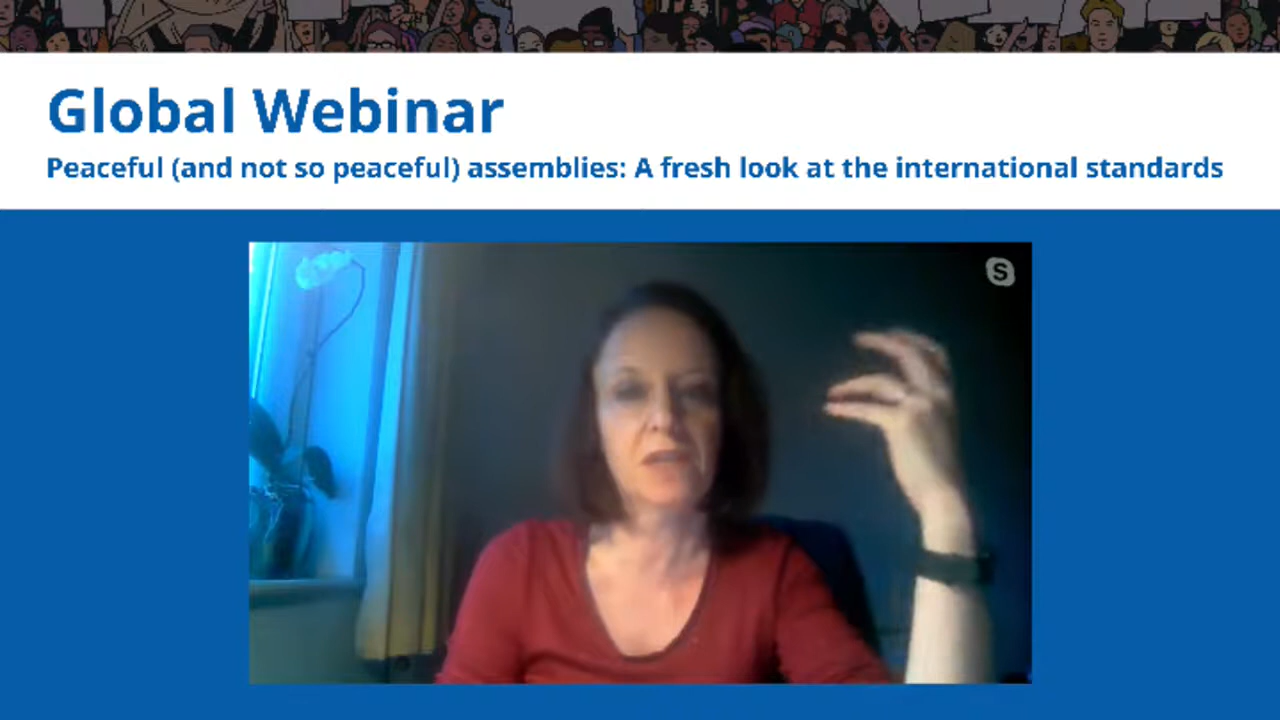 Global Webinar
Peaceful (and not so peaceful) assemblies: A fresh look at the international standards
S